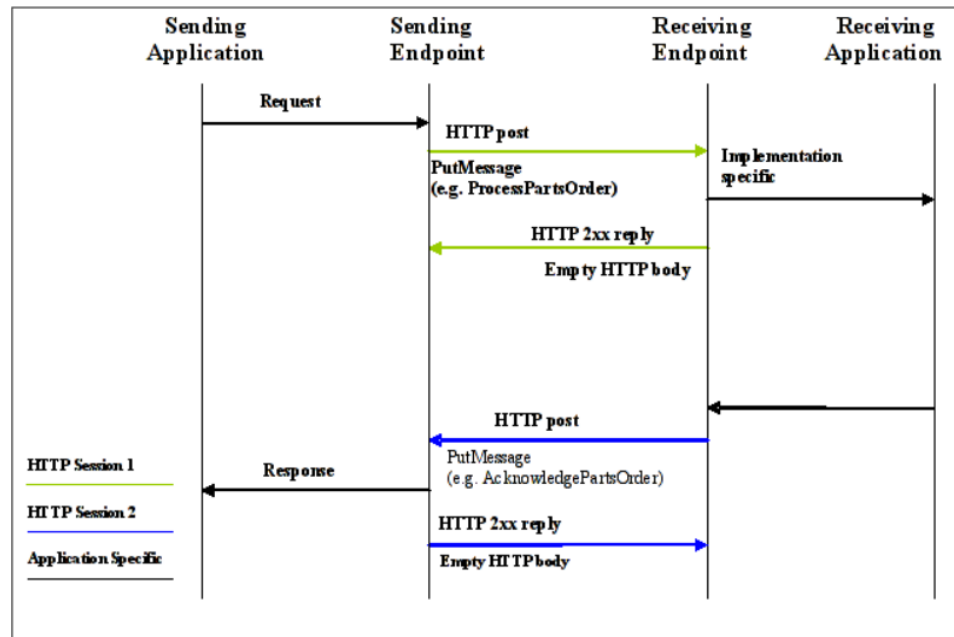 Sending Application
Sending Endpoint
Receiving Endpoint
Receiving Application
Request
HTTP post
PutMessage
(e.g. ProcessPartsOrder)
Implementation
specific
HTTP 2xx reply
Empty HTTP body
HTTP post
PutMessage
(e.g. AcknowledgePartsOrder)
Response
HTTP 2xx reply
Empty HTTP body
HTTP Session 1
HTTP Session 2
Application Specific